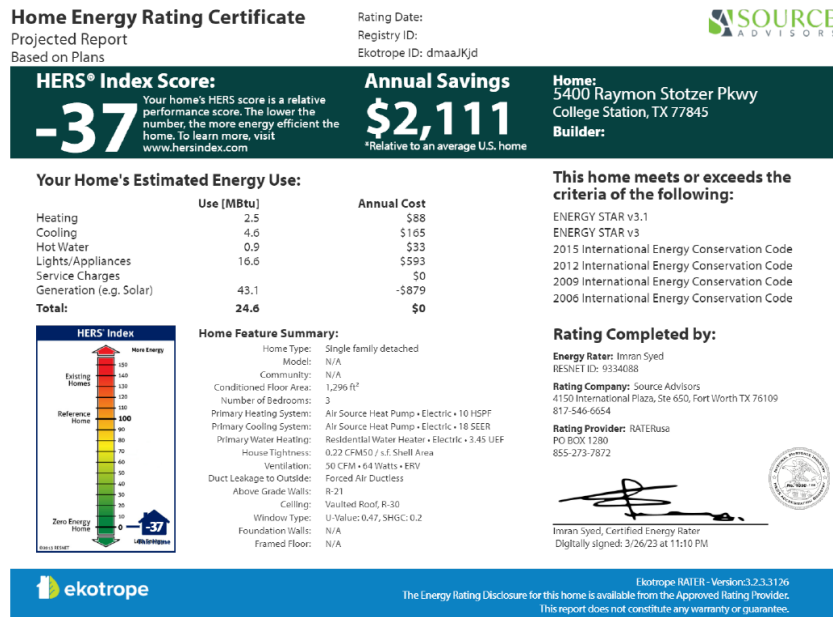 Home Energy Rating Certificate
Projected Report
Based on Plans
Rating Date:
Registry ID:
Ekotrope ID: dmaaJKjd
SOURCE
ADVISORS
HERS® Index Score:
-37
Your home's HERS score is a relative
performance score. The lower the
number, the more energy efficient the
home. To learn more, visit
www.hersindex.com
Annual Savings
$2,111
*Relative to an average U.S. home
Home:
5400 Raymon Stotzer Pkwy
College Station, TX 77845
Builder:
Your Home's Estimated Energy Use:
Use [MBtu] Annual Cost
Heating 2.5 $88
Cooling 4.6 $165
Hot Water 0.9 $33
Lights/Appliances 16.6 $593
Service Charges $0
Generation (e.g. Solar) 43.1 -$879
Total: 24.6 $0
This home meets or exceeds the
criteria of the following:
ENERGY STAR v3.1
ENERGY STAR v3
2015 International Energy Conservation Code
2012 International Energy Conservation Code
2009 International Energy Conservation Code
2006 International Energy Conservation Code
HERS® Index
More Energy
150
Existing
Homes
140
130
120
110
Reference
Home
100
90
80
70
60
50
40
30
20
10
Zero Energy
Home
0
-37
©2013 RESNET
Home Feature Summary:
Home Type: Single family detached
Model: N/A
Community: N/A
Conditioned Floor Area: 1,296 ft²
Number of Bedrooms: 3
Primary Heating System: Air Source Heat Pump • Electric • 10 HSPF
Primary Cooling System: Air Source Heat Pump • Electric • 18 SEER
Primary Water Heating: Residential Water Heater • Electric • 3.45 UEF
House Tightness: 0.22 CFM50 / s.f. Shell Area
Ventilation: 50 CFM • 64 Watts • ERV
Duct Leakage to Outside: Forced Air Ductless
Above Grade Walls: R-21
Ceiling: Vaulted Roof, R-30
Window Type: U-Value: 0.47, SHGC: 0.2
Foundation Walls: N/A
Framed Floor: N/A
Rating Completed by:
Energy Rater: Imran Syed
RESNET ID: 9334088
Rating Company: Source Advisors
4150 International Plaza, Ste 650, Fort Worth TX 76109
817-546-6654
Rating Provider: RATERusa
PO BOX 1280
855-273-7872
Imran Syed, Certified Energy Rater
Digitally signed: 3/26/23 at 11:10 PM
ekotrope
Ekotrope RATER - Version:3.2.3.3126
The Energy Rating Disclosure for this home is available from the Approved Rating Provider.
This report does not constitute any warranty or guarantee.